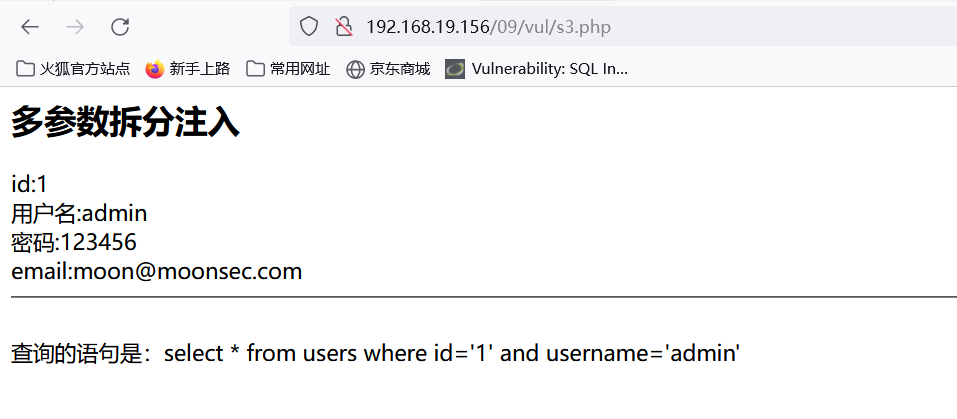 192.168.19.156/09/vul/s3.php
火狐官方站点 新手上路 常用网址 京东商城 Vulnerability: SQL In...
多参数拆分注入
id:1
用户名:admin
密码:123456
email:moon@moonsec.com
查询的语句是：select * from users where id='1' and username='admin'